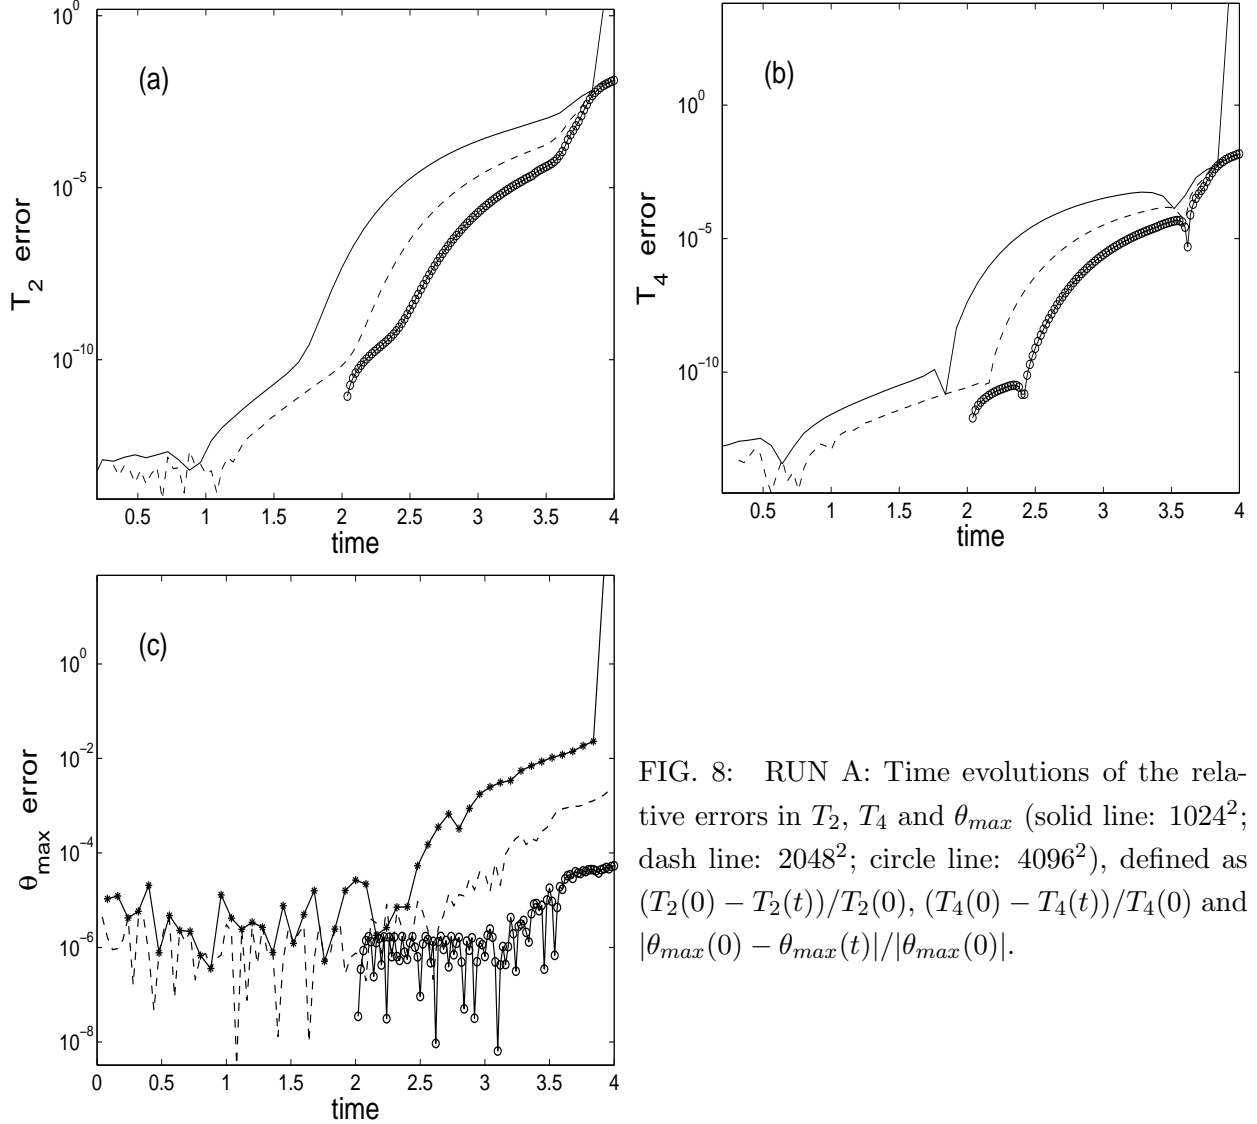 10^0
10^-5
10^-10
T_2 error
(a)
0.5 1 1.5 2 2.5 3 3.5 4
time
10^0
10^-5
10^-10
T_4 error
(b)
0.5 1 1.5 2 2.5 3 3.5 4
time
10^0
10^-2
10^-4
10^-6
10^-8
θ_max error
(c)
0 0.5 1 1.5 2 2.5 3 3.5 4
time
FIG. 8: RUN A: Time evolutions of the rela-
tive errors in T_2, T_4 and θ_max (solid line: 1024^2;
dash line: 2048^2; circle line: 4096^2), defined as
(T_2(0) − T_2(t))/T_2(0), (T_4(0) − T_4(t))/T_4(0) and
|θ_max(0) − θ_max(t)|/|θ_max(0)|.